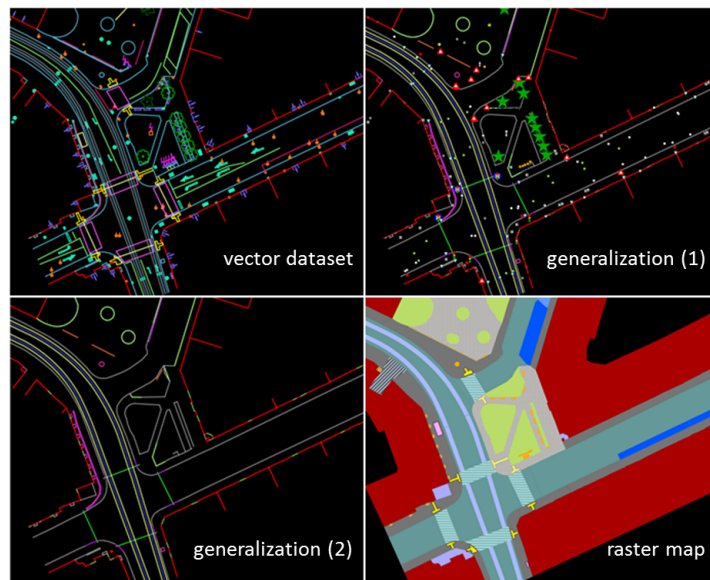 vector dataset
generalization (1)
generalization (2)
raster map